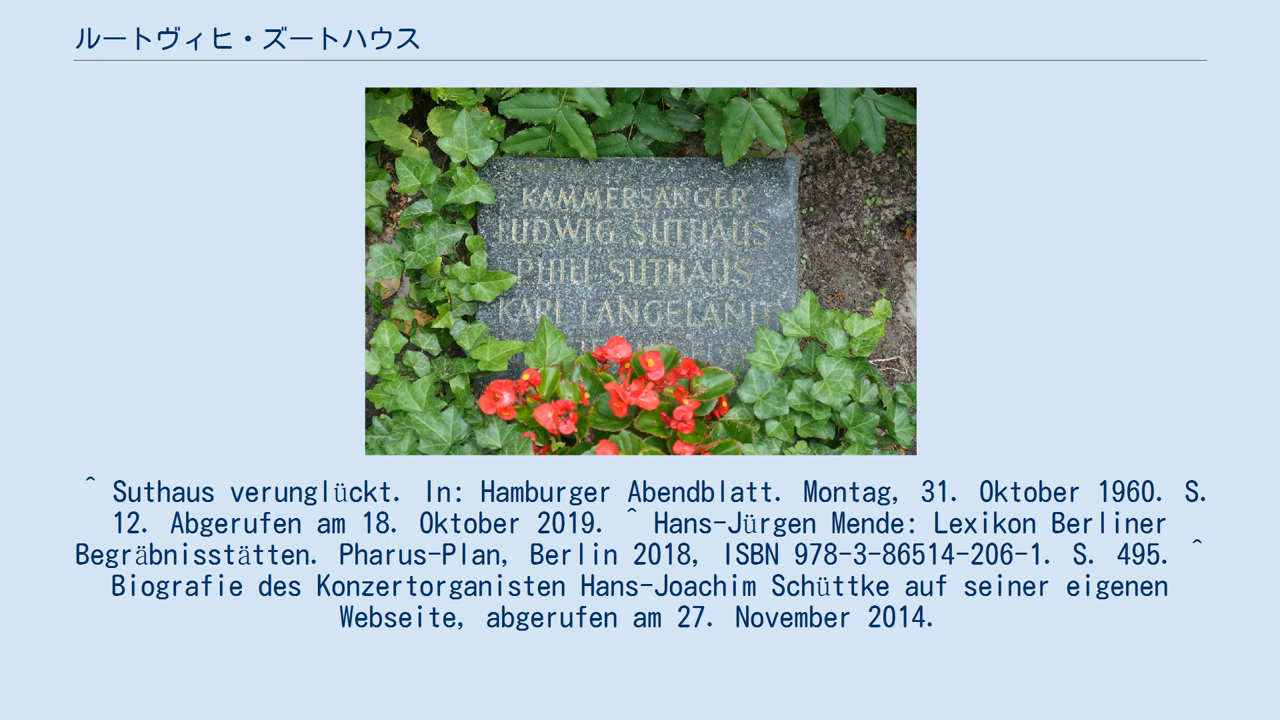 ルートヴィヒ・ズートハウス
KAMMERSÄNGER
LUDWIG SUTHAUS
SUTHAUS
KARL LANGELAND
^ Suthaus verunglückt. In: Hamburger Abendblatt. Montag, 31. Oktober 1960. S.
12. Abgerufen am 18. Oktober 2019. ^ Hans-Jürgen Mende: Lexikon Berliner
Begräbnisstätten. Pharus-Plan, Berlin 2018, ISBN 978-3-86514-206-1. S. 495. ^
Biografie des Konzertorganisten Hans-Joachim Schüttke auf seiner eigenen
Webseite, abgerufen am 27. November 2014.